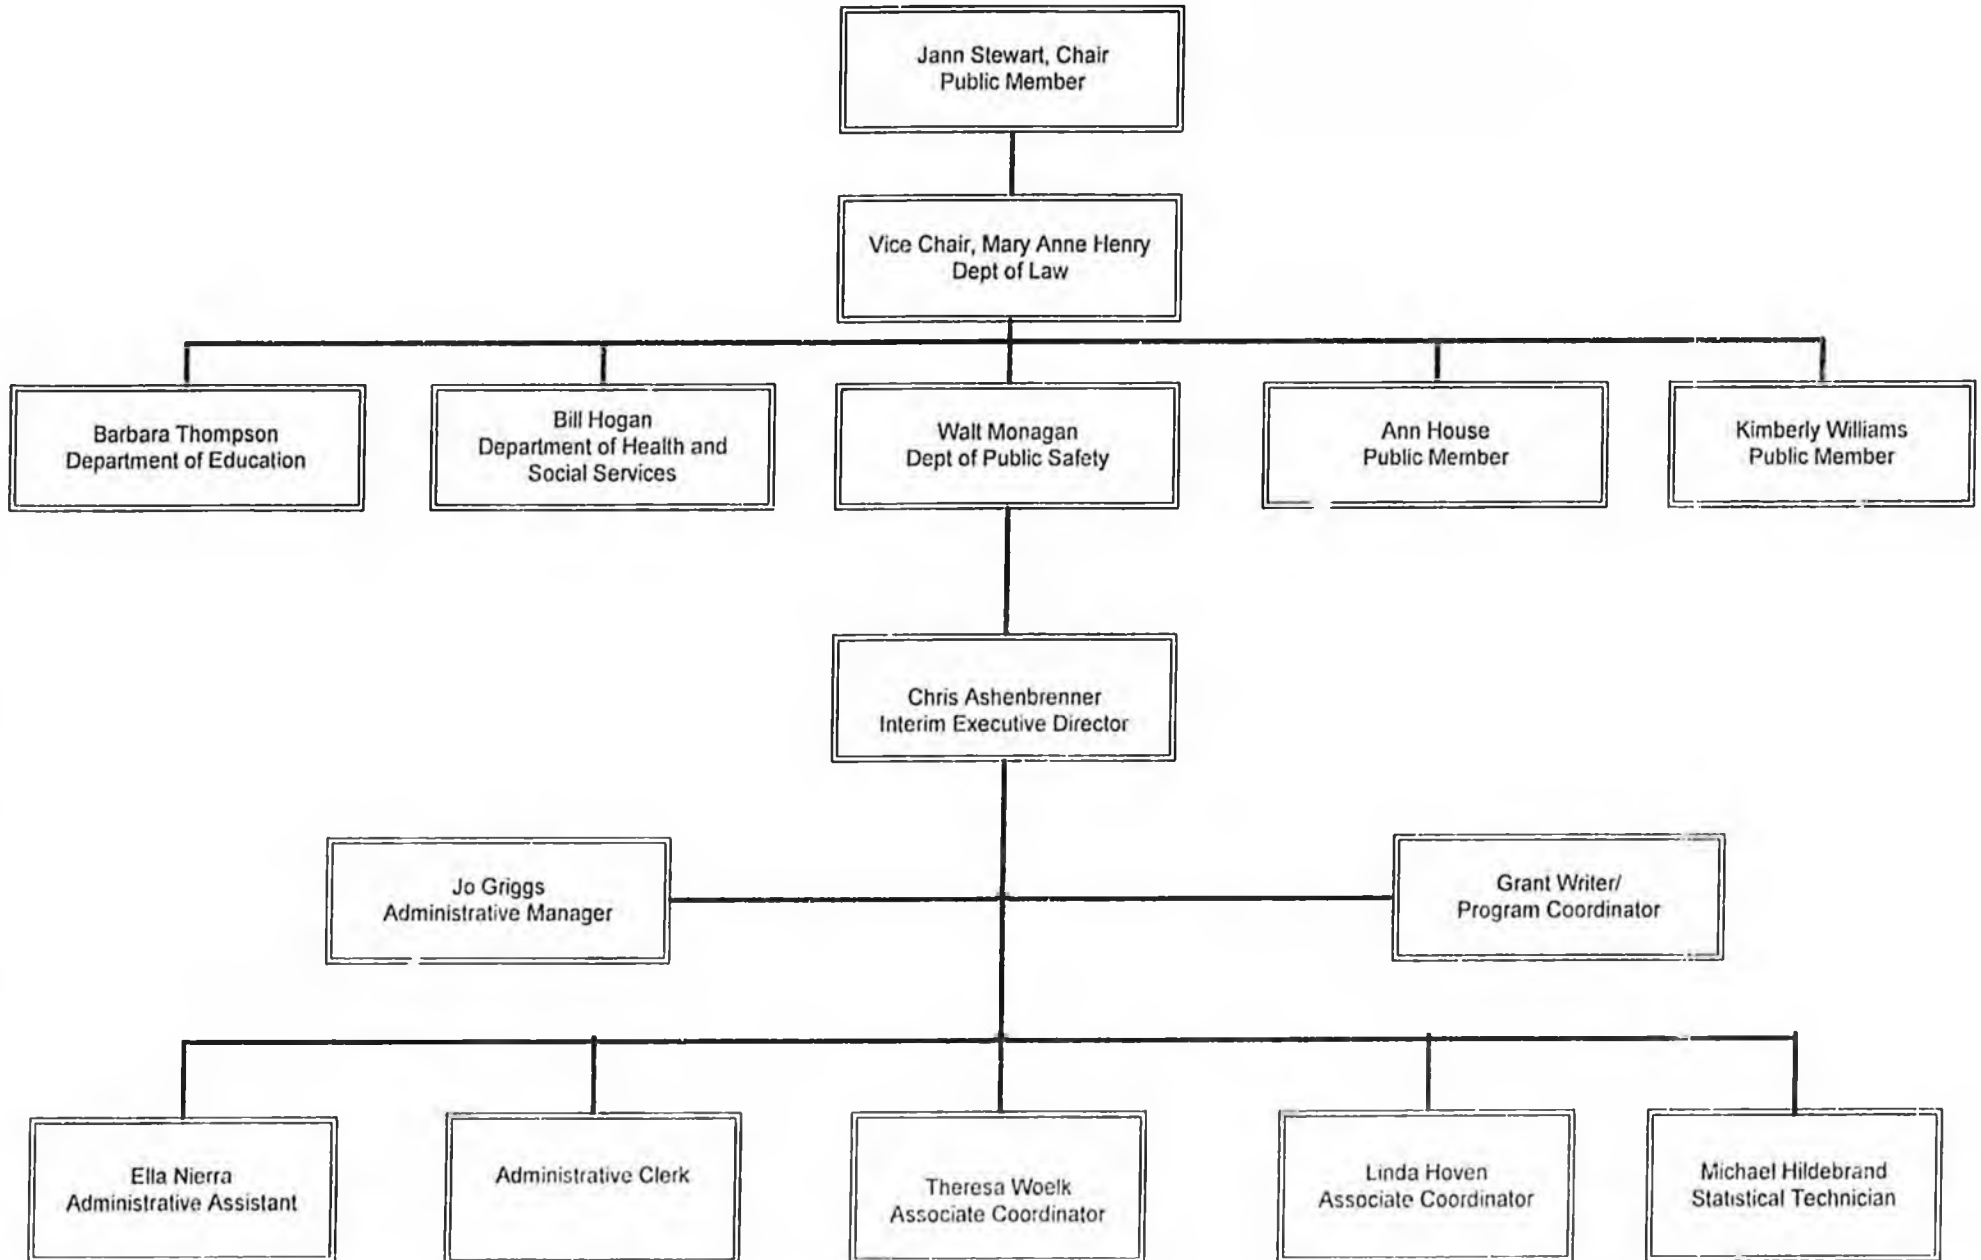 Jann Stewart, Chair
Public Member
Vice Chair, Mary Anne Henry
Dept of Law
Barbara Thompson
Department of Education
Bill Hogan
Department of Health and
Social Services
Walt Monagan
Dept of Public Safety
Ann House
Public Member
Kimberly Williams
Public Member
Chris Ashenbrenner
Interim Executive Director
Jo Griggs
Administrative Manager
Grant Writer/
Program Coordinator
Ella Nierra
Administrative Assistant
Administrative Clerk
Theresa Woelk
Associate Coordinator
Linda Hoven
Associate Coordinator
Michael Hildebrand
Statistical Technician